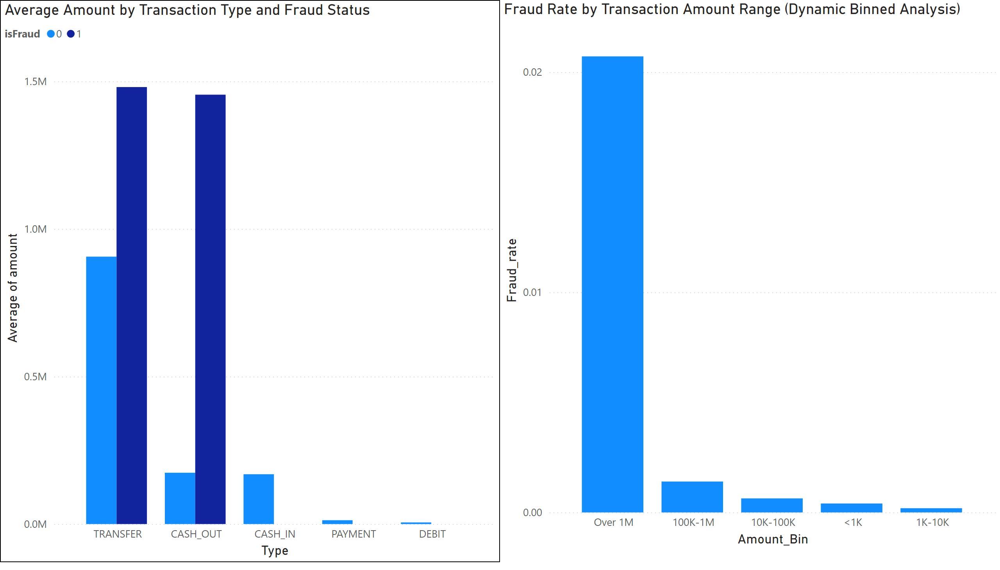 Average Amount by Transaction Type and Fraud Status
isFraud 0 1
1.5M
1.0M
0.5M
0.0M
Average of amount
TRANSFER CASH_OUT CASH_IN PAYMENT DEBIT
Type
Fraud Rate by Transaction Amount Range (Dynamic Binned Analysis)
0.02
0.01
0.00
Fraud_rate
Over 1M 100K-1M 10K-100K <1K 1K-10K
Amount_Bin